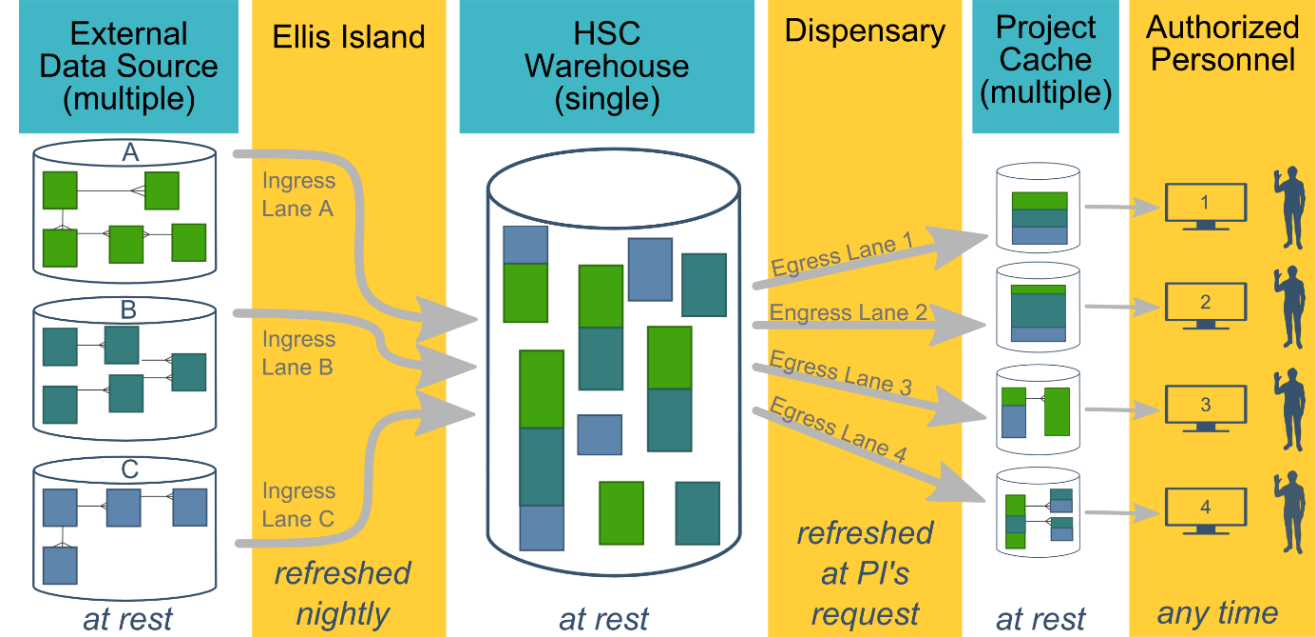 External
Data Source
(multiple)
Ellis Island
HSC
Warehouse
(single)
Dispensary
Project
Cache
(multiple)
Authorized
Personnel
A
Ingress
Lane A
B
Ingress
Lane B
C
Ingress
Lane C
Egress Lane 1
Engress Lane 2
Egress Lane 3
Egress Lane 4
1
2
3
4
at rest
refreshed
nightly
at rest
refreshed
at PI's
request
at rest
any time